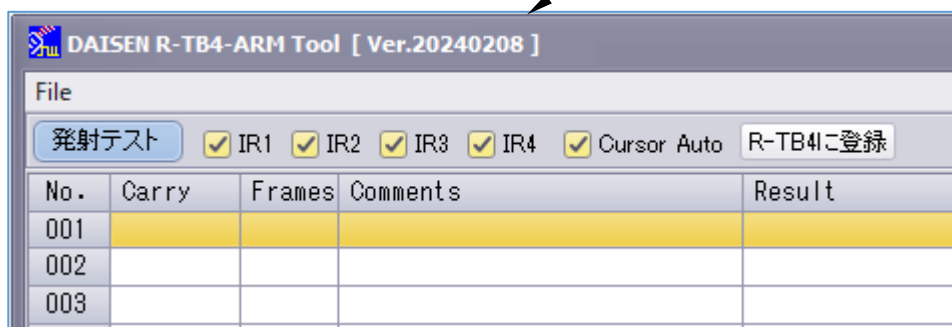 DAISEN R-TB4-ARM Tool [ Ver.20240208 ]
File
発射テスト IR1 IR2 IR3 IR4 Cursor Auto R-TB4に登録
No. Carry Frames Comments Result
001
002
003